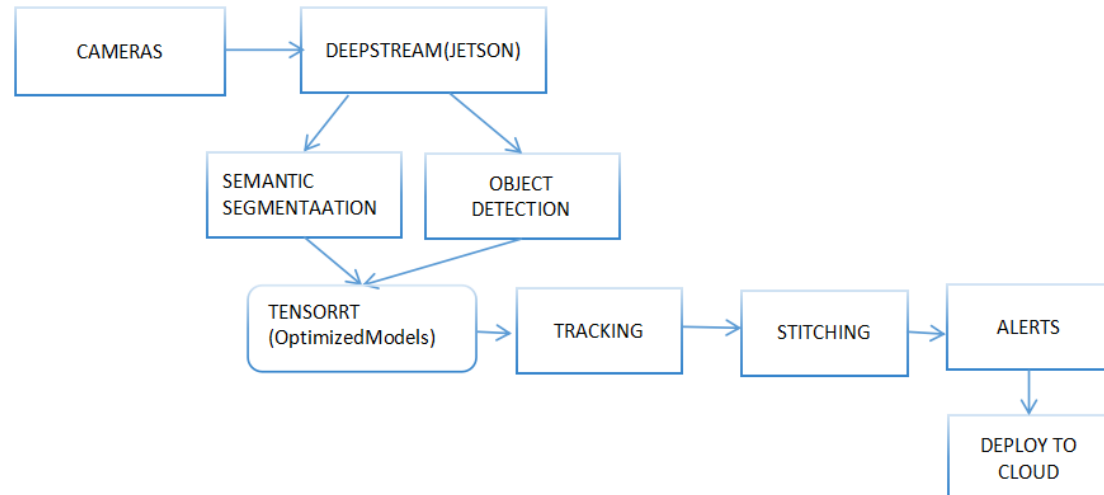 CAMERAS
DEEPSTREAM(JETSON)
SEMANTIC
SEGMENTAATION
OBJECT
DETECTION
TENSORRT
(OptimizedModels)
TRACKING
STITCHING
ALERTS
DEPLOY TO
CLOUD